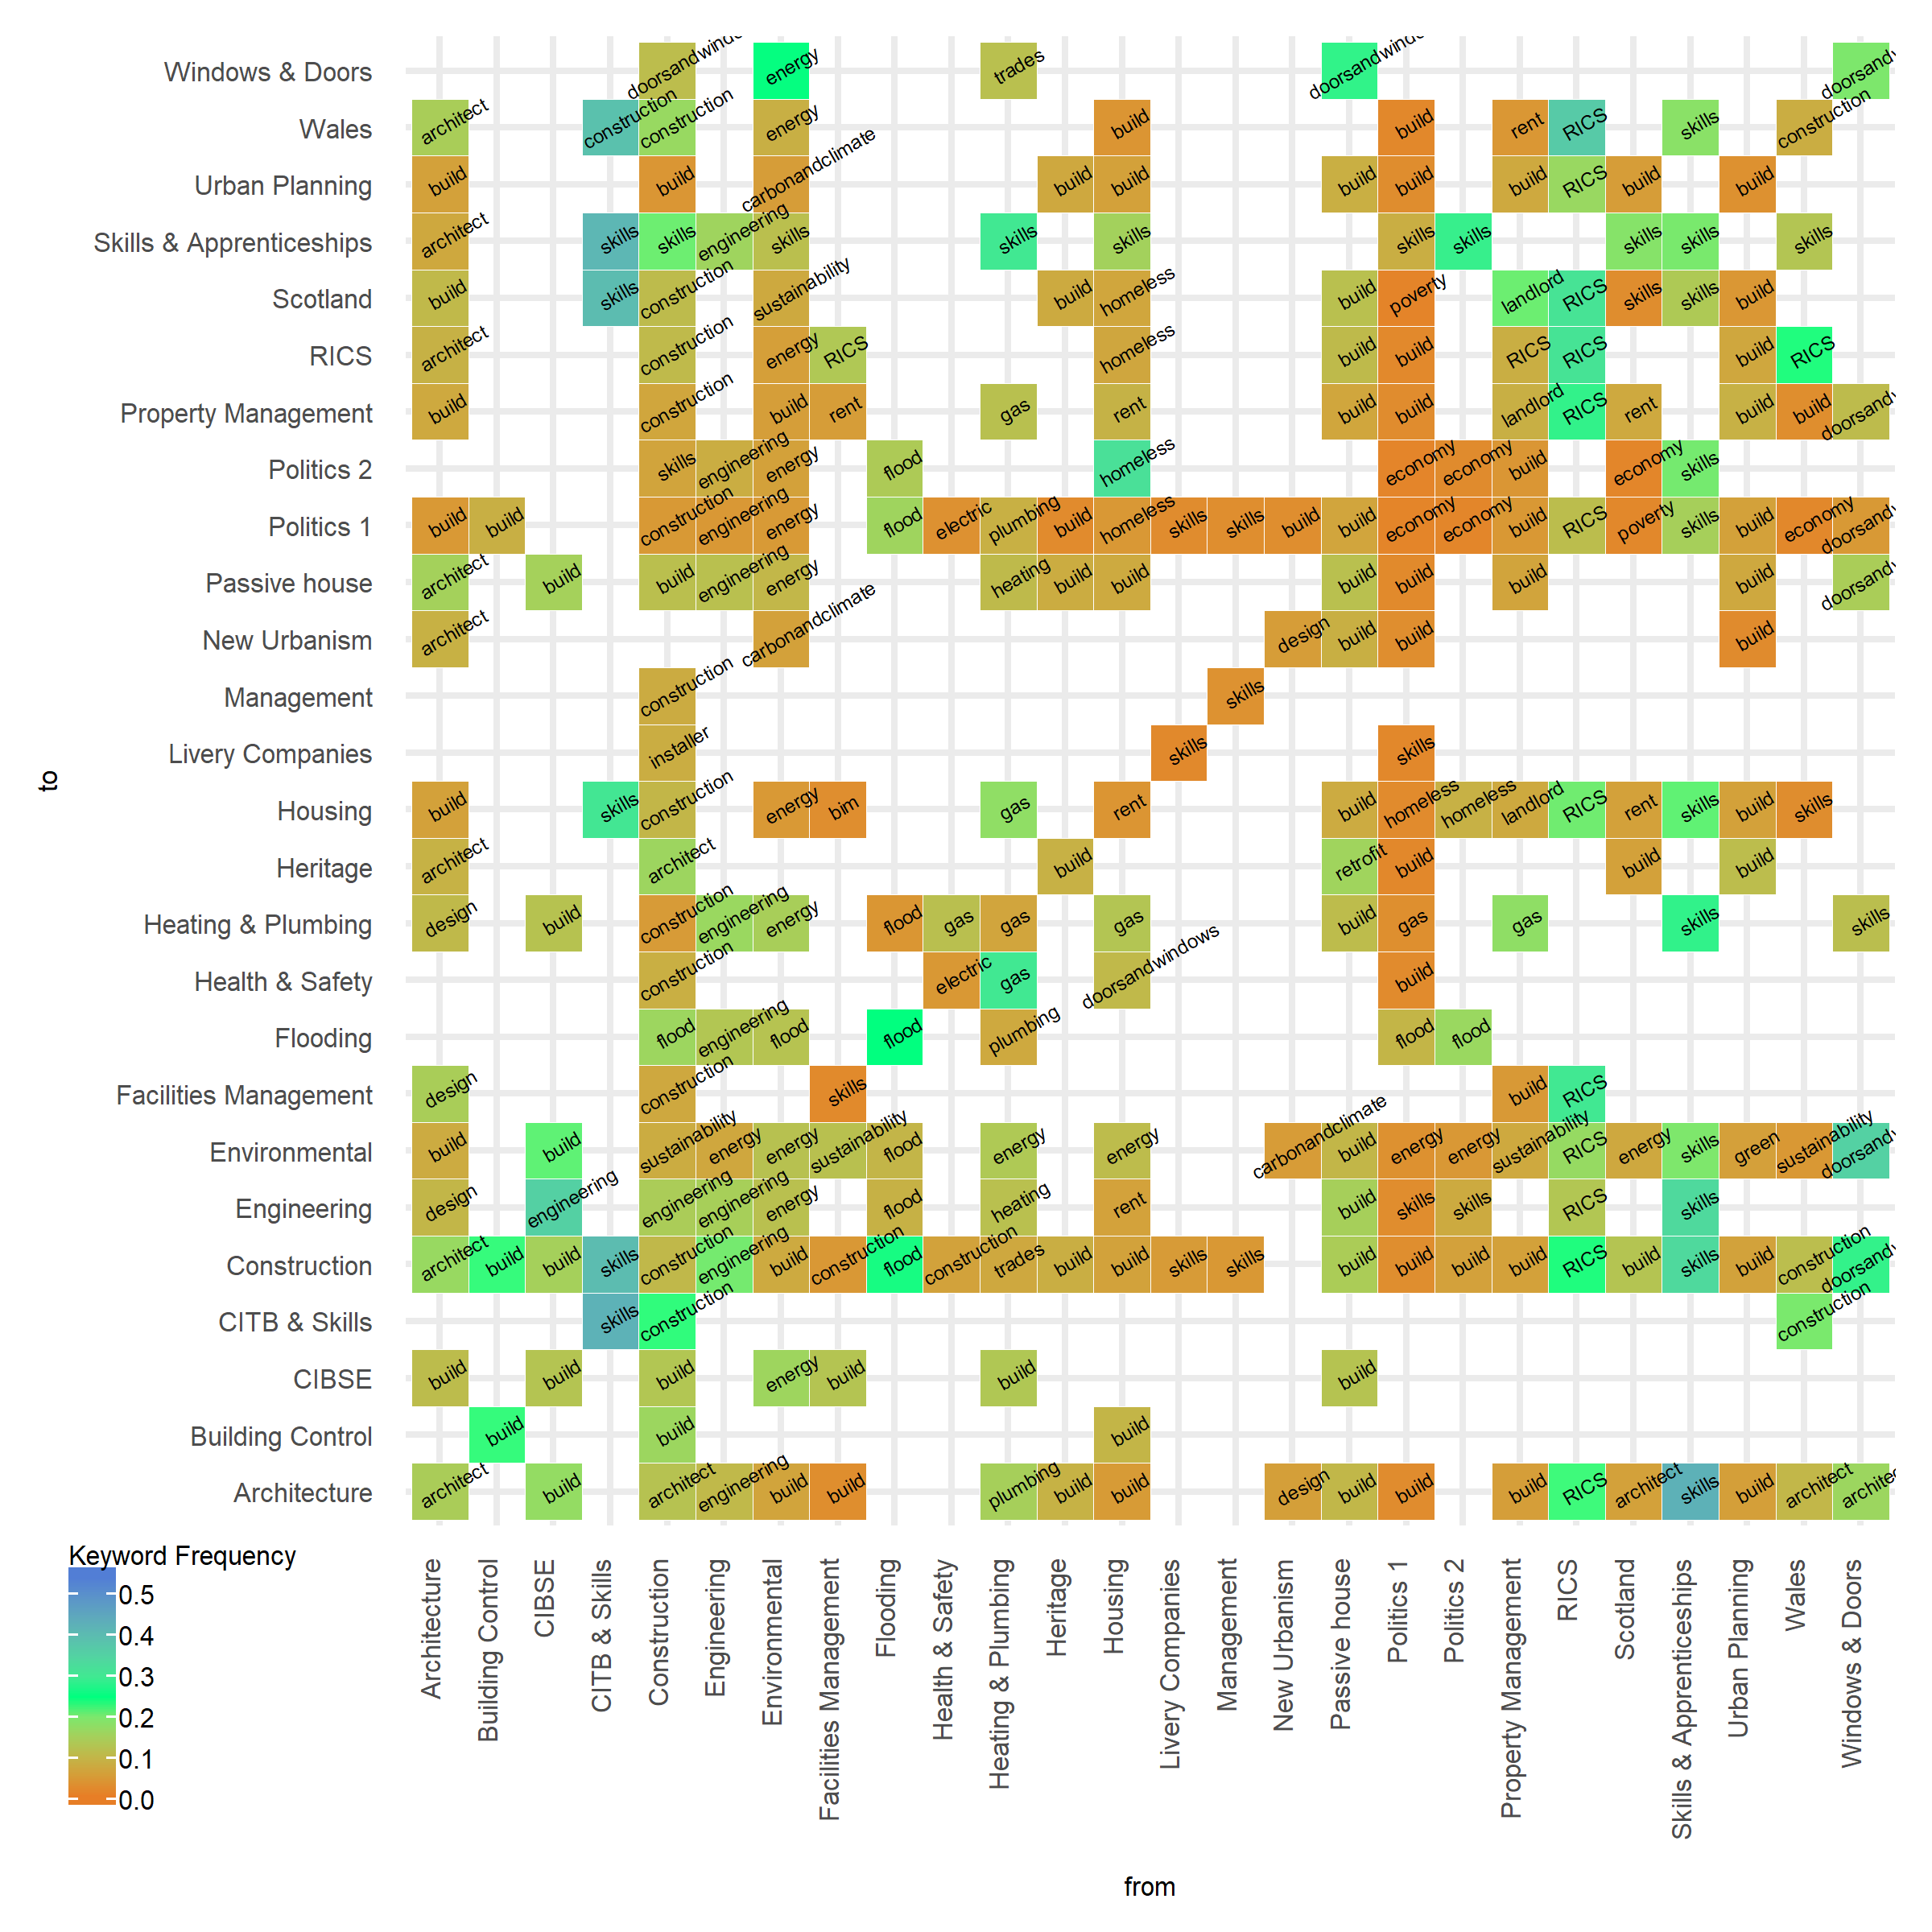 Windows & Doors doorsandwindo energy trades doorsandwindo doorsandw
Wales architect construction construction energy build build rent RICS skills construction
Urban Planning build build carbonandclimate build build build build build RICS build build
Skills & Apprenticeships architect skills skills engineering skills skills skills skills skills skills skills skills
Scotland build skills construction sustainability build homeless build poverty landlord RICS skills skills build
RICS architect construction energy RICS homeless build build RICS RICS build RICS
Property Management build construction build rent gas rent build build landlord RICS rent build build doorsandw
Politics 2 skills engineering energy flood homeless economy economy build economy skills
Politics 1 build build construction engineering energy flood electric plumbing build homeless skills skills build build economy economy build RICS poverty skills build economy doorsandw
Passive house architect build build engineering energy heating build build build build build build doorsandw
New Urbanism architect carbonandclimate design build build build
Management construction skills
Livery Companies installer skills skills
to
Housing build skills construction energy bim gas rent build homeless homeless landlord RICS rent skills build skills
Heritage architect architect build retrofit build build build
Heating & Plumbing design build construction engineering energy flood gas gas gas build gas gas skills skills
Health & Safety construction electric gas doorsandwindows build
Flooding flood engineering flood flood plumbing flood flood
Facilities Management design construction skills build RICS
Environmental build build sustainability energy energy sustainability flood energy energy carbonandclimate build energy energy sustainability RICS energy skills green sustainability doorsandw
Engineering design engineering engineering engineering energy flood heating rent build skills skills RICS skills
Construction architect build build skills construction engineering build construction flood construction trades build build skills skills build build build build RICS build skills build construction doorsandw
CITB & Skills skills construction construction
CIBSE build build build energy build build build
Building Control build build build
Architecture architect build architect engineering build build plumbing build build design build build build RICS architect skills build architect archited
Keyword Frequency
0.5
0.4
0.3
0.2
0.1
0.0
Architecture
Building Control
CIBSE
CITB & Skills
Construction
Engineering
Environmental
Facilities Management
Flooding
Health & Safety
Heating & Plumbing
Heritage
Housing
Livery Companies
Management
New Urbanism
Passive house
Politics 1
Politics 2
Property Management
RICS
Scotland
Skills & Apprenticeships
Urban Planning
Wales
Windows & Doors
from